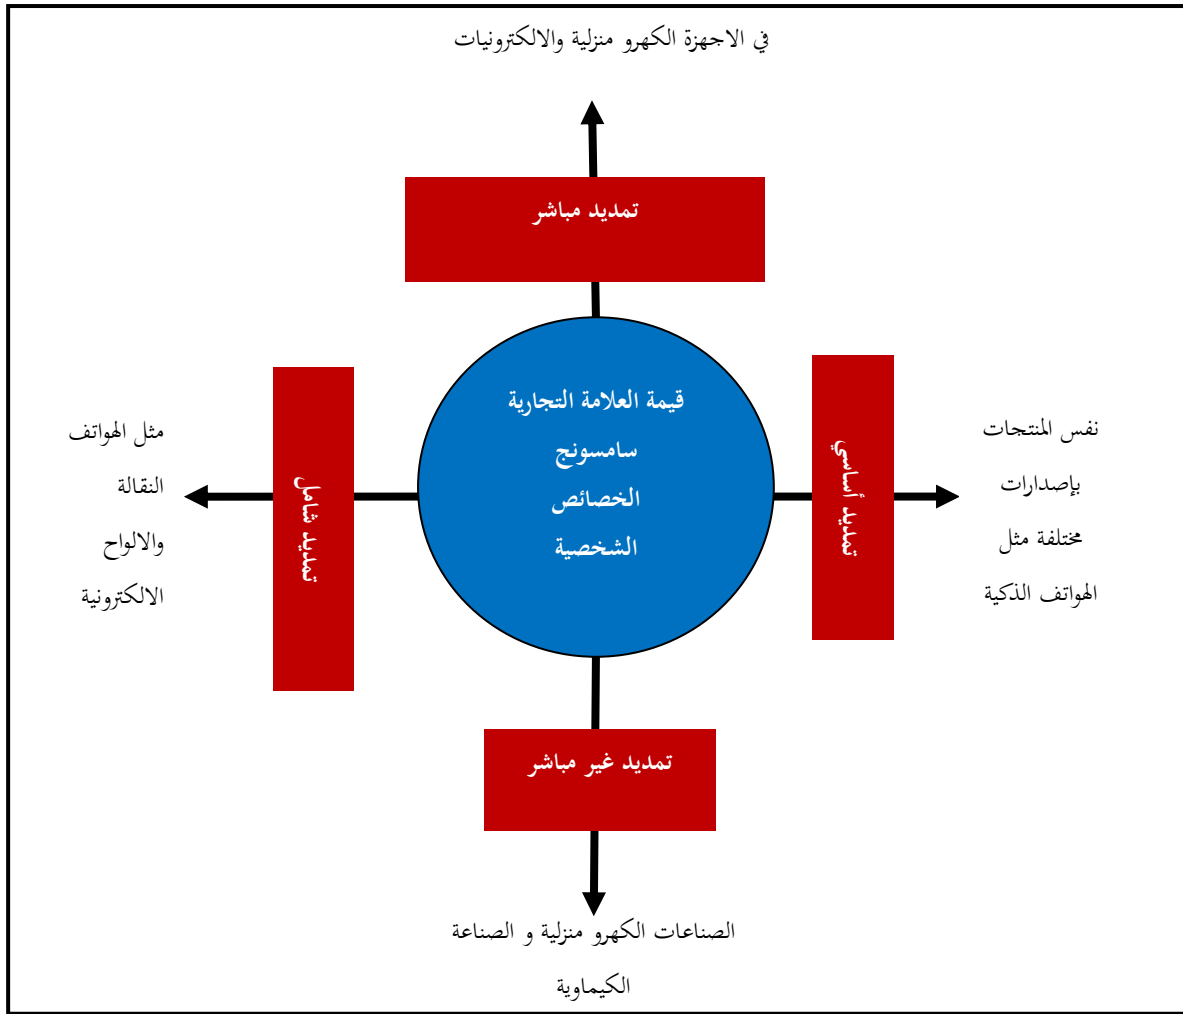 في الاجهزة الكهرو منزلية والالكترونيات
تمديد مباشر
قيمة العلامة التجارية
سامسونج
الخصائص
الشخصية
تمديد أساسي
نفس المنتجات
بإصدارات
مختلفة مثل
الهواتف الذكية
تمديد شامل
مثل الهواتف
النقالة
والالواح
الالكترونية
تمديد غير مباشر
الصناعات الكهرو منزلية و الصناعة
الكيماوية